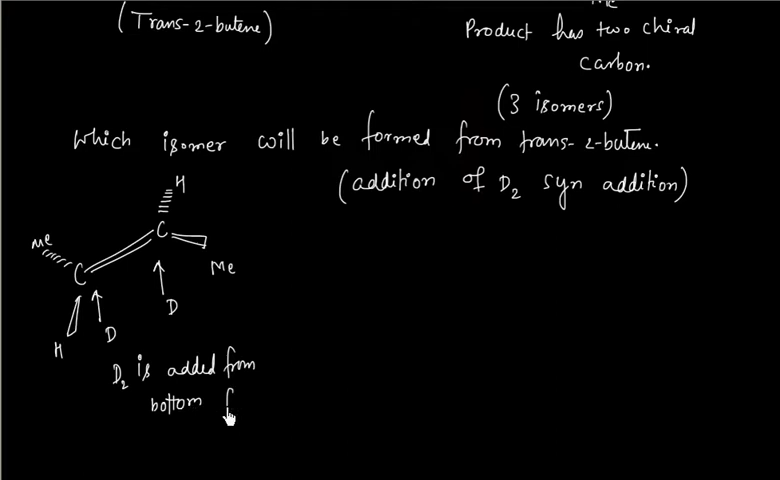 (Trans-2-butene)
Me
Product has two chiral
carbon.
(3 isomers)
Which isomer will be formed from trans-2-butene.
(addition of D2 syn addition)
H
Me
C
C
Me
D
H
D
D2 is added from
bottom f